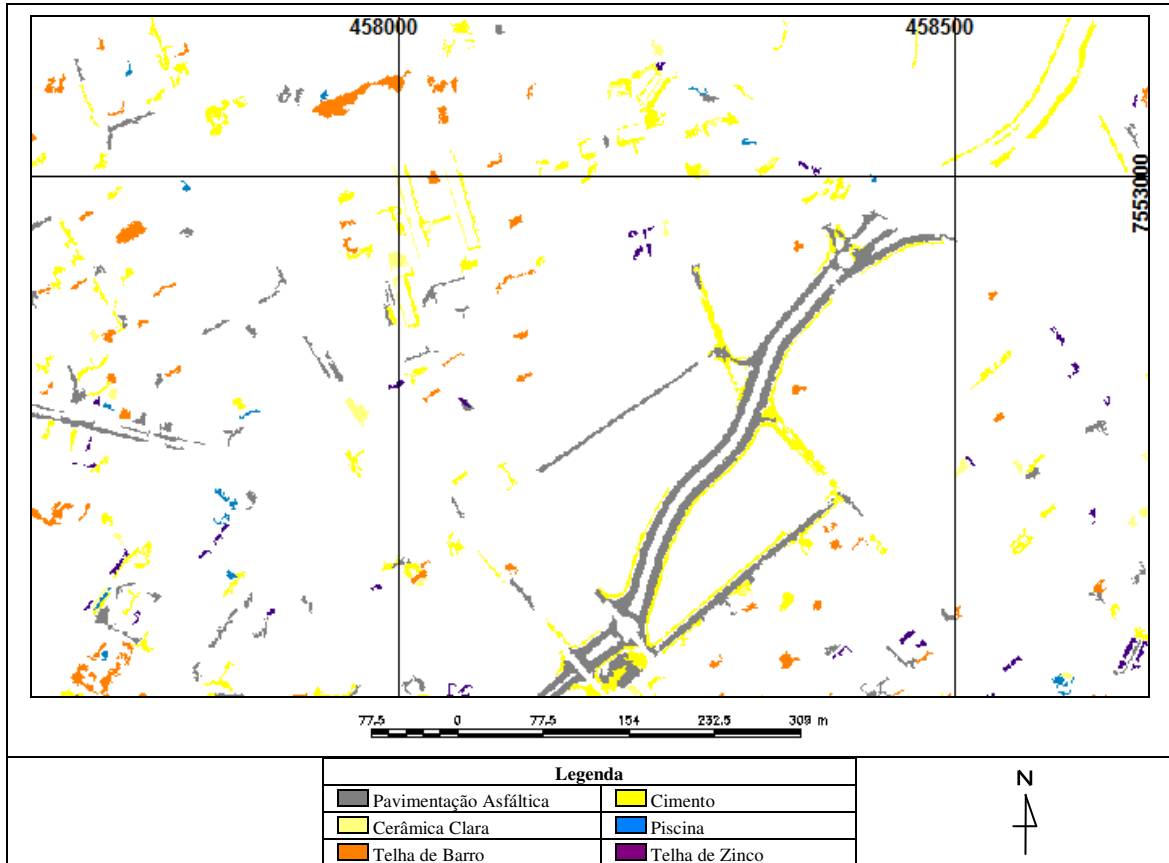 458000 458500
7553000
77.5 0 77.5 154 232.5 309 m
Legenda
Pavimentação Asfáltica Cimento
Cerâmica Clara Piscina
Telha de Barro Telha de Zinco
N